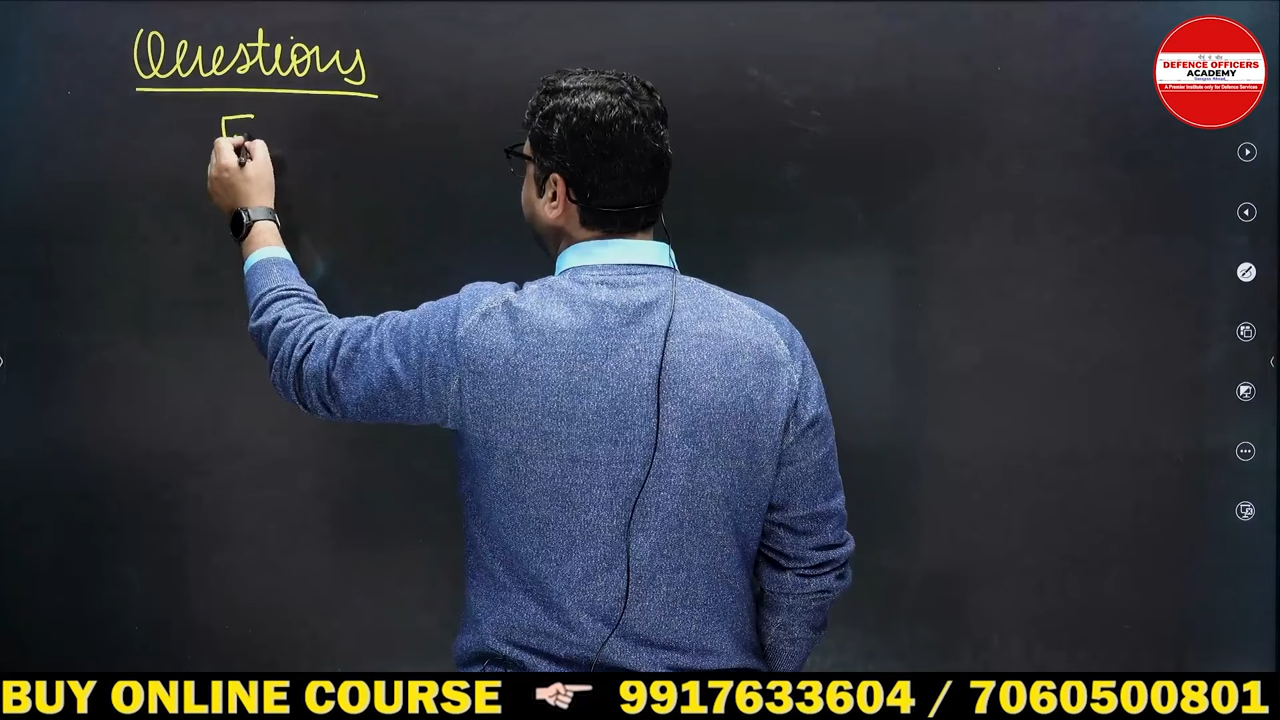 Questions
DEFENCE OFFICERS
ACADEMY
A Premier Institute only for Defence Services
BUY ONLINE COURSE 9917633604 / 7060500801